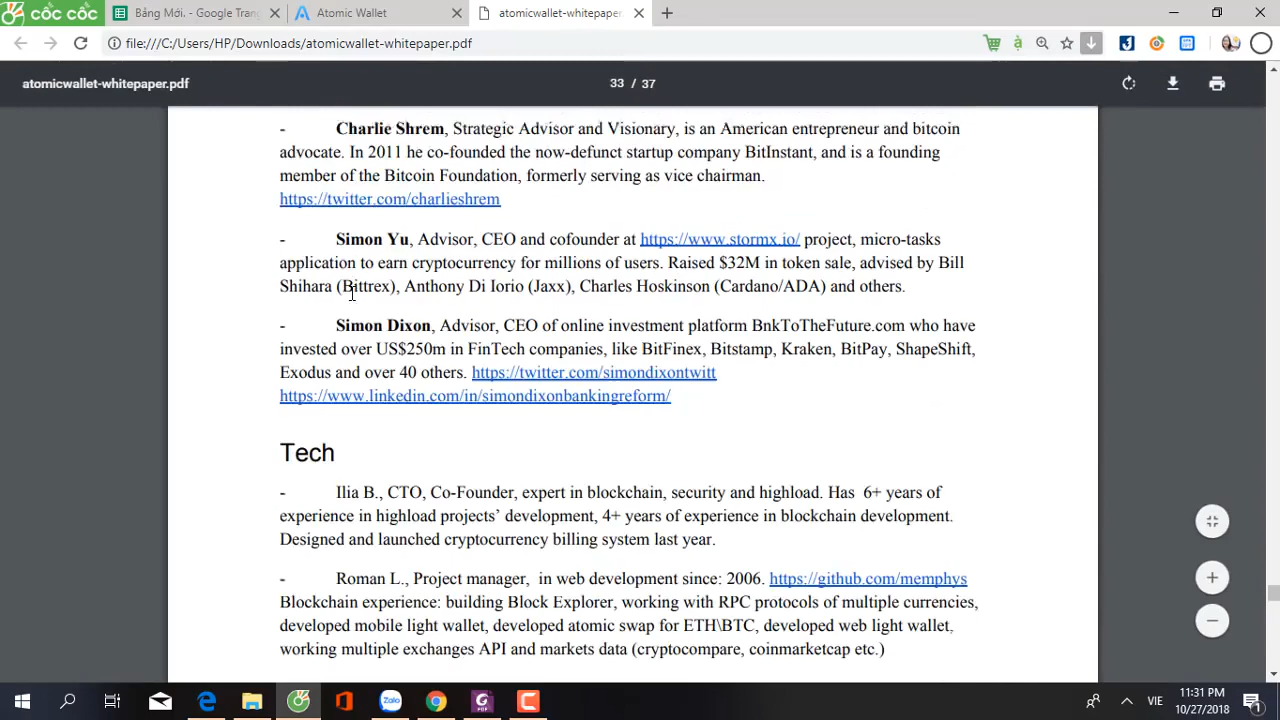 cốc cốc
Bảng Mới. - Google Trang
Atomic Wallet
atomicwallet-whitepaper.
file:///C:/Users/HP/Downloads/atomicwallet-whitepaper.pdf
atomicwallet-whitepaper.pdf
33 / 37
- Charlie Shrem, Strategic Advisor and Visionary, is an American entrepreneur and bitcoin
advocate. In 2011 he co-founded the now-defunct startup company BitInstant, and is a founding
member of the Bitcoin Foundation, formerly serving as vice chairman.
https://twitter.com/charlieshrem
- Simon Yu, Advisor, CEO and cofounder at https://www.stormx.io/ project, micro-tasks
application to earn cryptocurrency for millions of users. Raised $32M in token sale, advised by Bill
Shihara (Bittrex), Anthony Di Iorio (Jaxx), Charles Hoskinson (Cardano/ADA) and others.
- Simon Dixon, Advisor, CEO of online investment platform BnkToTheFuture.com who have
invested over US$250m in FinTech companies, like BitFinex, Bitstamp, Kraken, BitPay, ShapeShift,
Exodus and over 40 others. https://twitter.com/simondixontwitt
https://www.linkedin.com/in/simondixonbankingreform/
Tech
- Ilia B., CTO, Co-Founder, expert in blockchain, security and highload. Has 6+ years of
experience in highload projects’ development, 4+ years of experience in blockchain development.
Designed and launched cryptocurrency billing system last year.
- Roman L., Project manager, in web development since: 2006. https://github.com/memphys
Blockchain experience: building Block Explorer, working with RPC protocols of multiple currencies,
developed mobile light wallet, developed atomic swap for ETH\BTC, developed web light wallet,
working multiple exchanges API and markets data (cryptocompare, coinmarketcap etc.)
Zalo
PDF
VIE
11:31 PM
10/27/2018
1